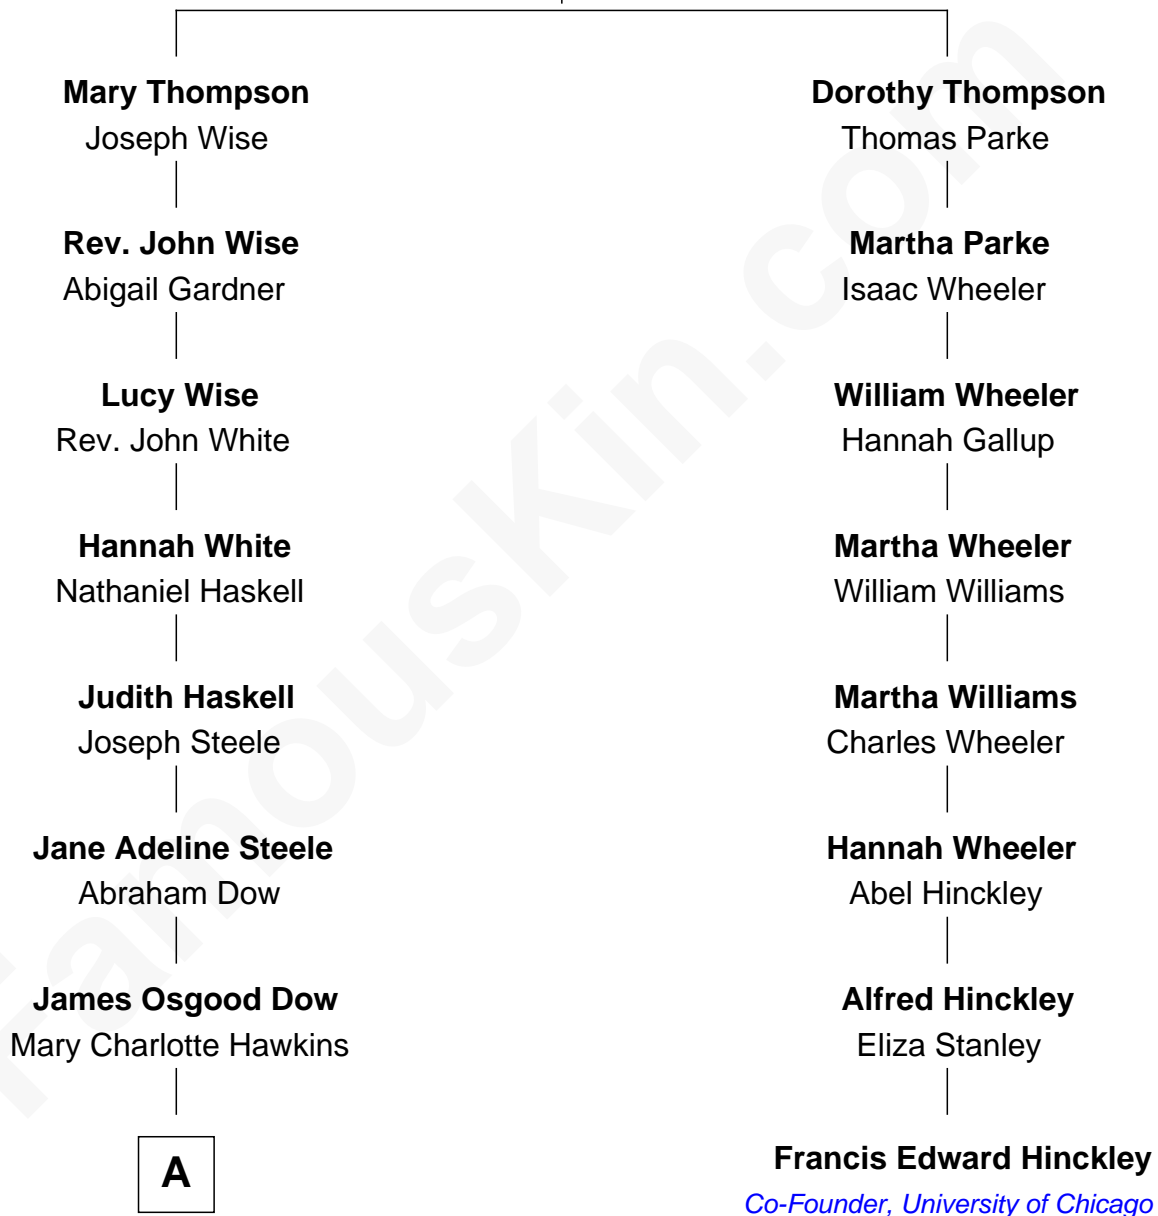 Mary Thompson
Joseph Wise
Rev. John Wise
Abigail Gardner
Lucy Wise
Rev. John White
Hannah White
Nathaniel Haskell
Judith Haskell
Joseph Steele
Jane Adeline Steele
Abraham Dow
James Osgood Dow
Mary Charlotte Hawkins
A
Dorothy Thompson
Thomas Parke
Martha Parke
Isaac Wheeler
William Wheeler
Hannah Gallup
Martha Wheeler
William Williams
Martha Williams
Charles Wheeler
Hannah Wheeler
Abel Hinckley
Alfred Hinckley
Eliza Stanley
Francis Edward Hinckley
Co-Founder, University of Chicago
FamousKin.com